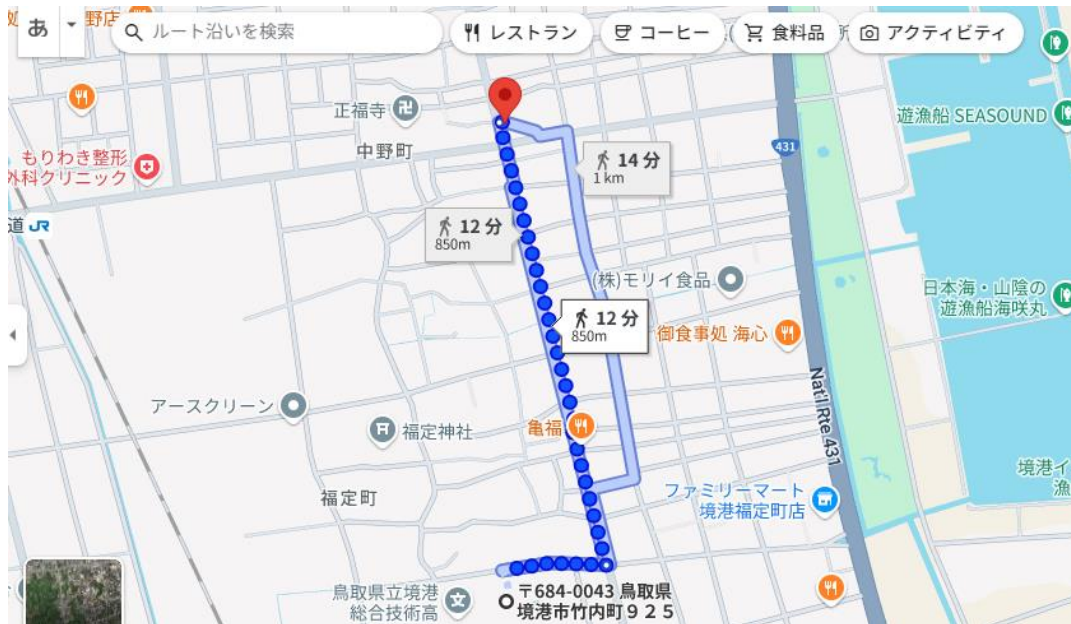 あ
野店
ルート沿いを検索
レストラン
コーヒー
食料品
アクティビティ
正福寺
中野町
もりわき整形
外科クリニック
431
遊漁船 SEASOUND
14 分
1 km
12 分
850m
道 JR
(株)モリイ食品
日本海・山陰の
遊漁船海咲丸
12 分
850m
御食事処 海心
Nat'l Rte 431
アースクリーン
福定神社
亀福
福定町
ファミリーマート
境港福定町店
境港イ
漁
鳥取県立境港
総合技術高
〒684-0043 鳥取県
境港市竹内町925